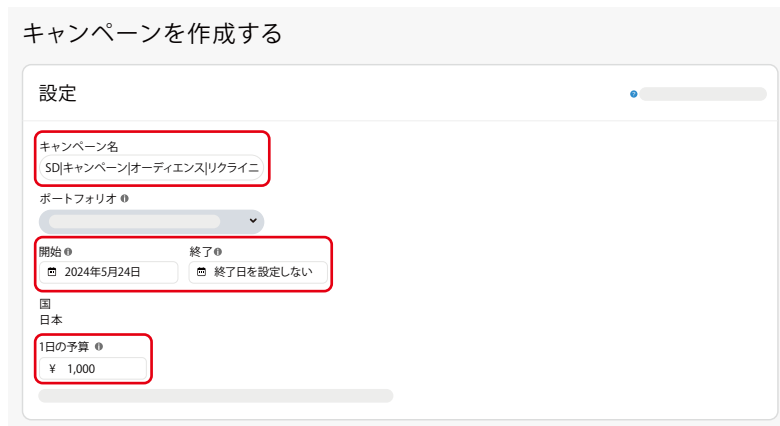 キャンペーンを作成する
設定
キャンペーン名
SD|キャンペーン|オーディエンス|リクライニ
ポートフォリオ
開始 終了
2024年5月24日 終了日を設定しない
国
日本
1日の予算
¥ 1,000